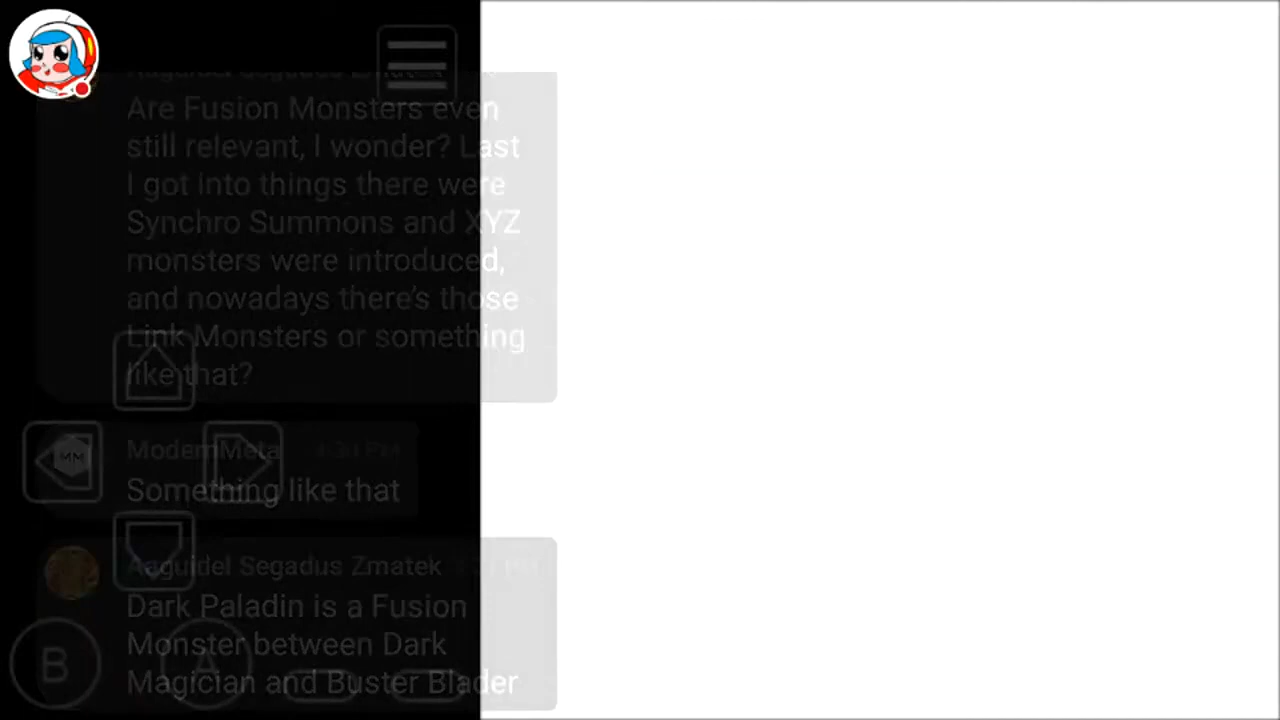 Are Fusion Monsters even
still relevant, I wonder? Last
I got into things there were
Synchro Summons and XYZ
monsters were introduced,
and nowadays there's those
Link Monsters or something
like that?
ModernMeta
MM
Something like that
Aaguidel Segadus Zmatek
Dark Paladin is a Fusion
Monster between Dark
Magician and Buster Blader
B
A